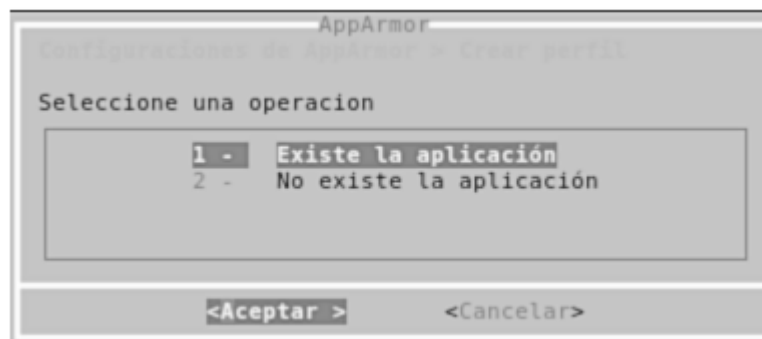 AppArmor
Configuraciones de AppArmor > Crear perfil
Seleccione una operacion
1 - Existe la aplicación
2 - No existe la aplicación
<Aceptar > <Cancelar>